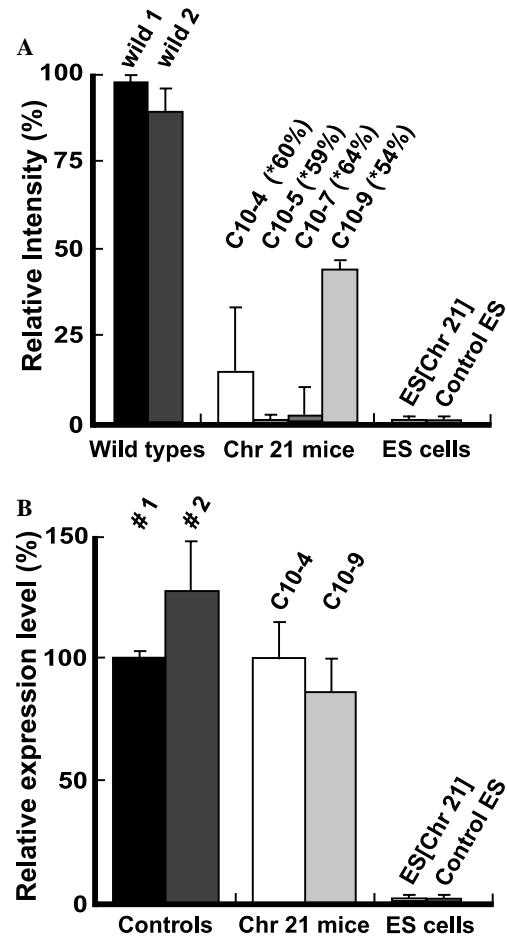 A
wild 1
wild 2
Relative Intensity (%)
100
75
50
25
0
C10-4 (*60%)
C10-5 (*59%)
C10-7 (*64%)
C10-9 (*54%)
ES[Chr 21]
Control ES
Wild types
Chr 21 mice
ES cells
B
# 1
# 2
Relative expression level (%)
150
100
50
0
C10-4
C10-9
ES[Chr 21]
Control ES
Controls
Chr 21 mice
ES cells